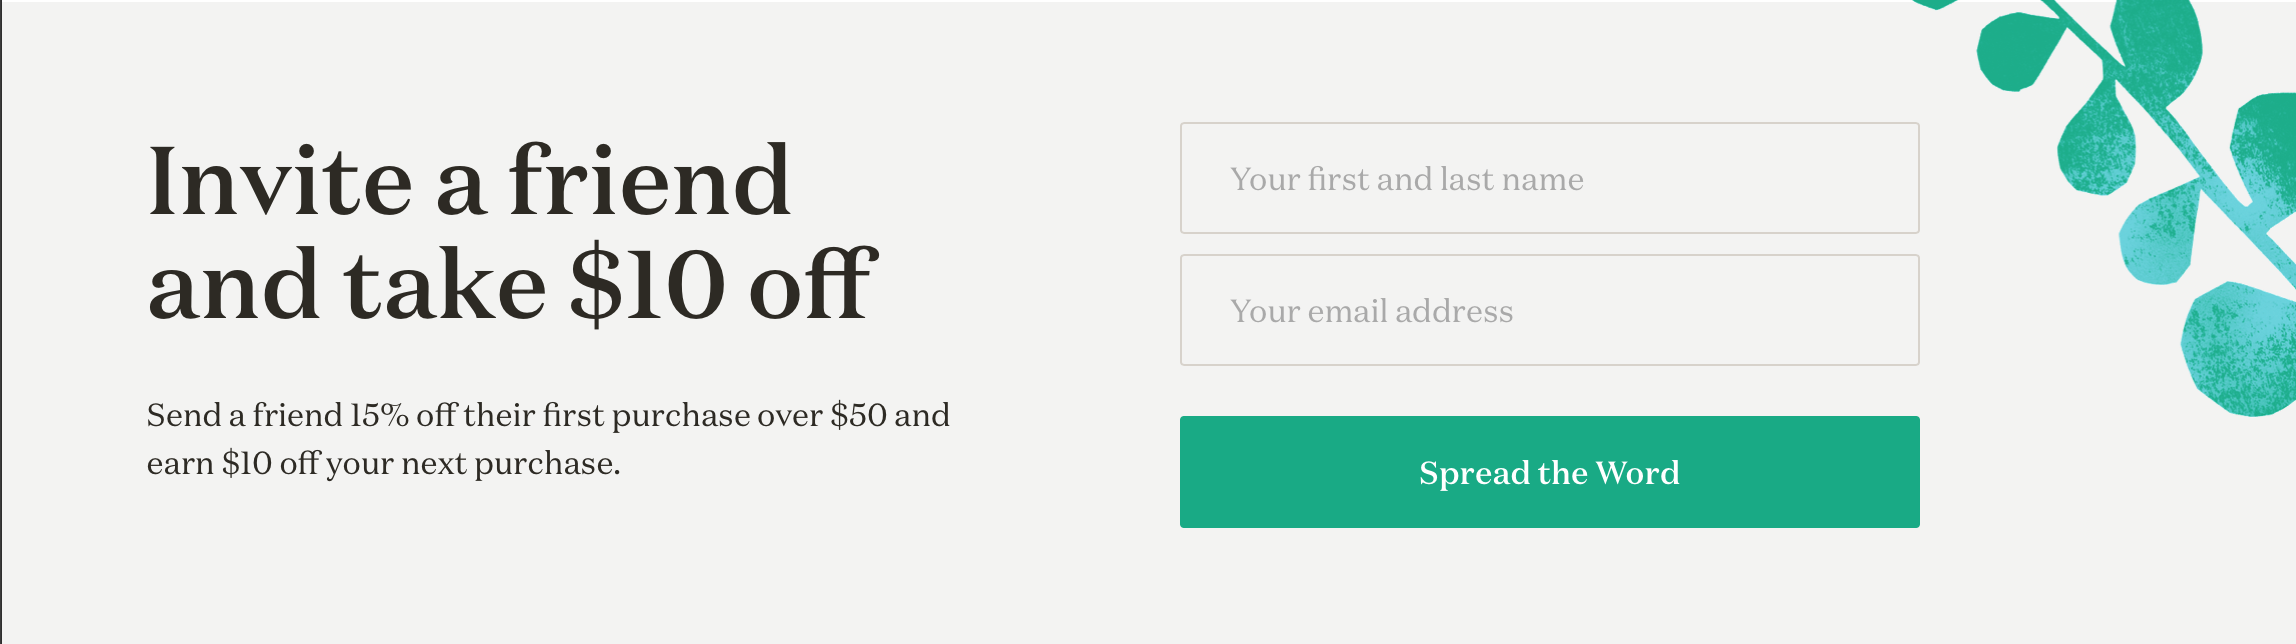 Invite a friend
and take $10 off
Send a friend 15% off their first purchase over $50 and
earn $10 off your next purchase.
Your first and last name
Your email address
Spread the Word